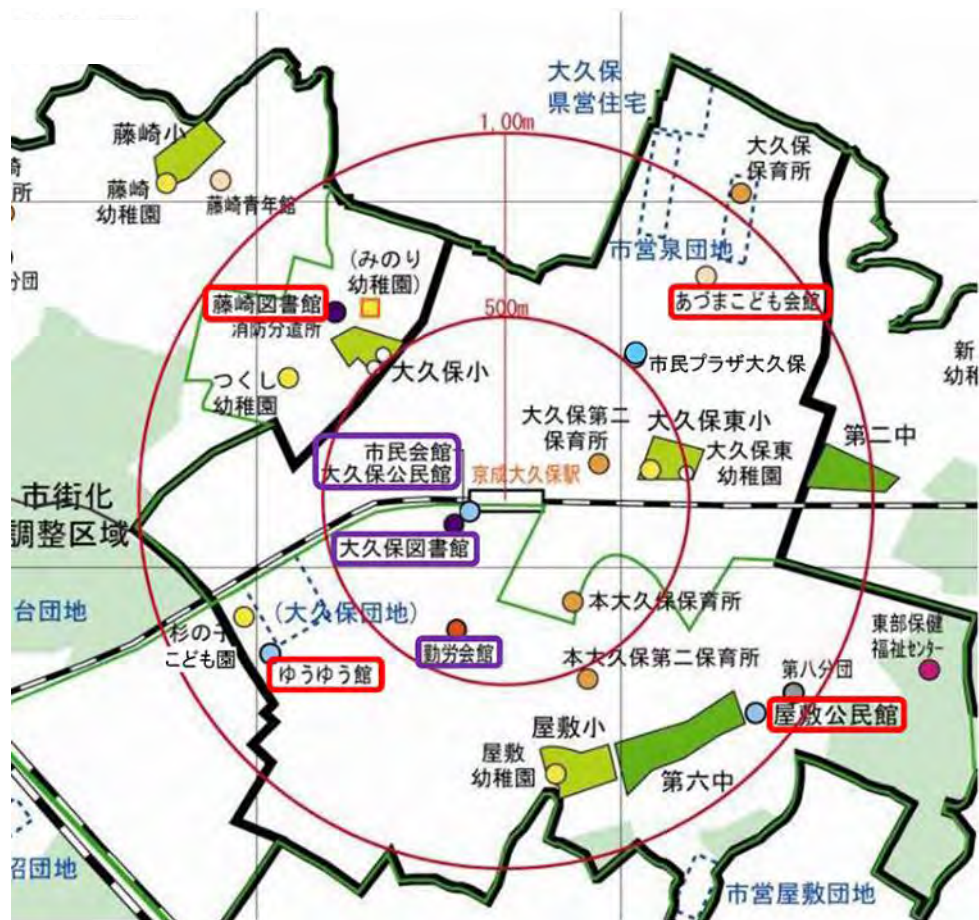 大久保
県営住宅
1,00m
藤崎小
大久保
保育所
崎
所
藤崎
幼稚園
藤崎青年館
(みのり
幼稚園)
市営泉団地
分団
藤崎図書館
あづまこども会館
500m
消防分遣所
新
幼稚
大久保小
市民プラザ大久保
つくし
幼稚園
大久保第二
保育所
大久保東小
第二中
市民会館
大久保公民館
大久保東
幼稚園
京成大久保駅
市街化
調整区域
大久保図書館
台団地
(大久保団地)
本大久保保育所
杉の子
こども園
東部保健
福祉センター
勤労会館
本大久保第二保育所
ゆうゆう館
第八分団
屋敷公民館
屋敷小
屋敷
幼稚園
第六中
沼団地
市営屋敷団地